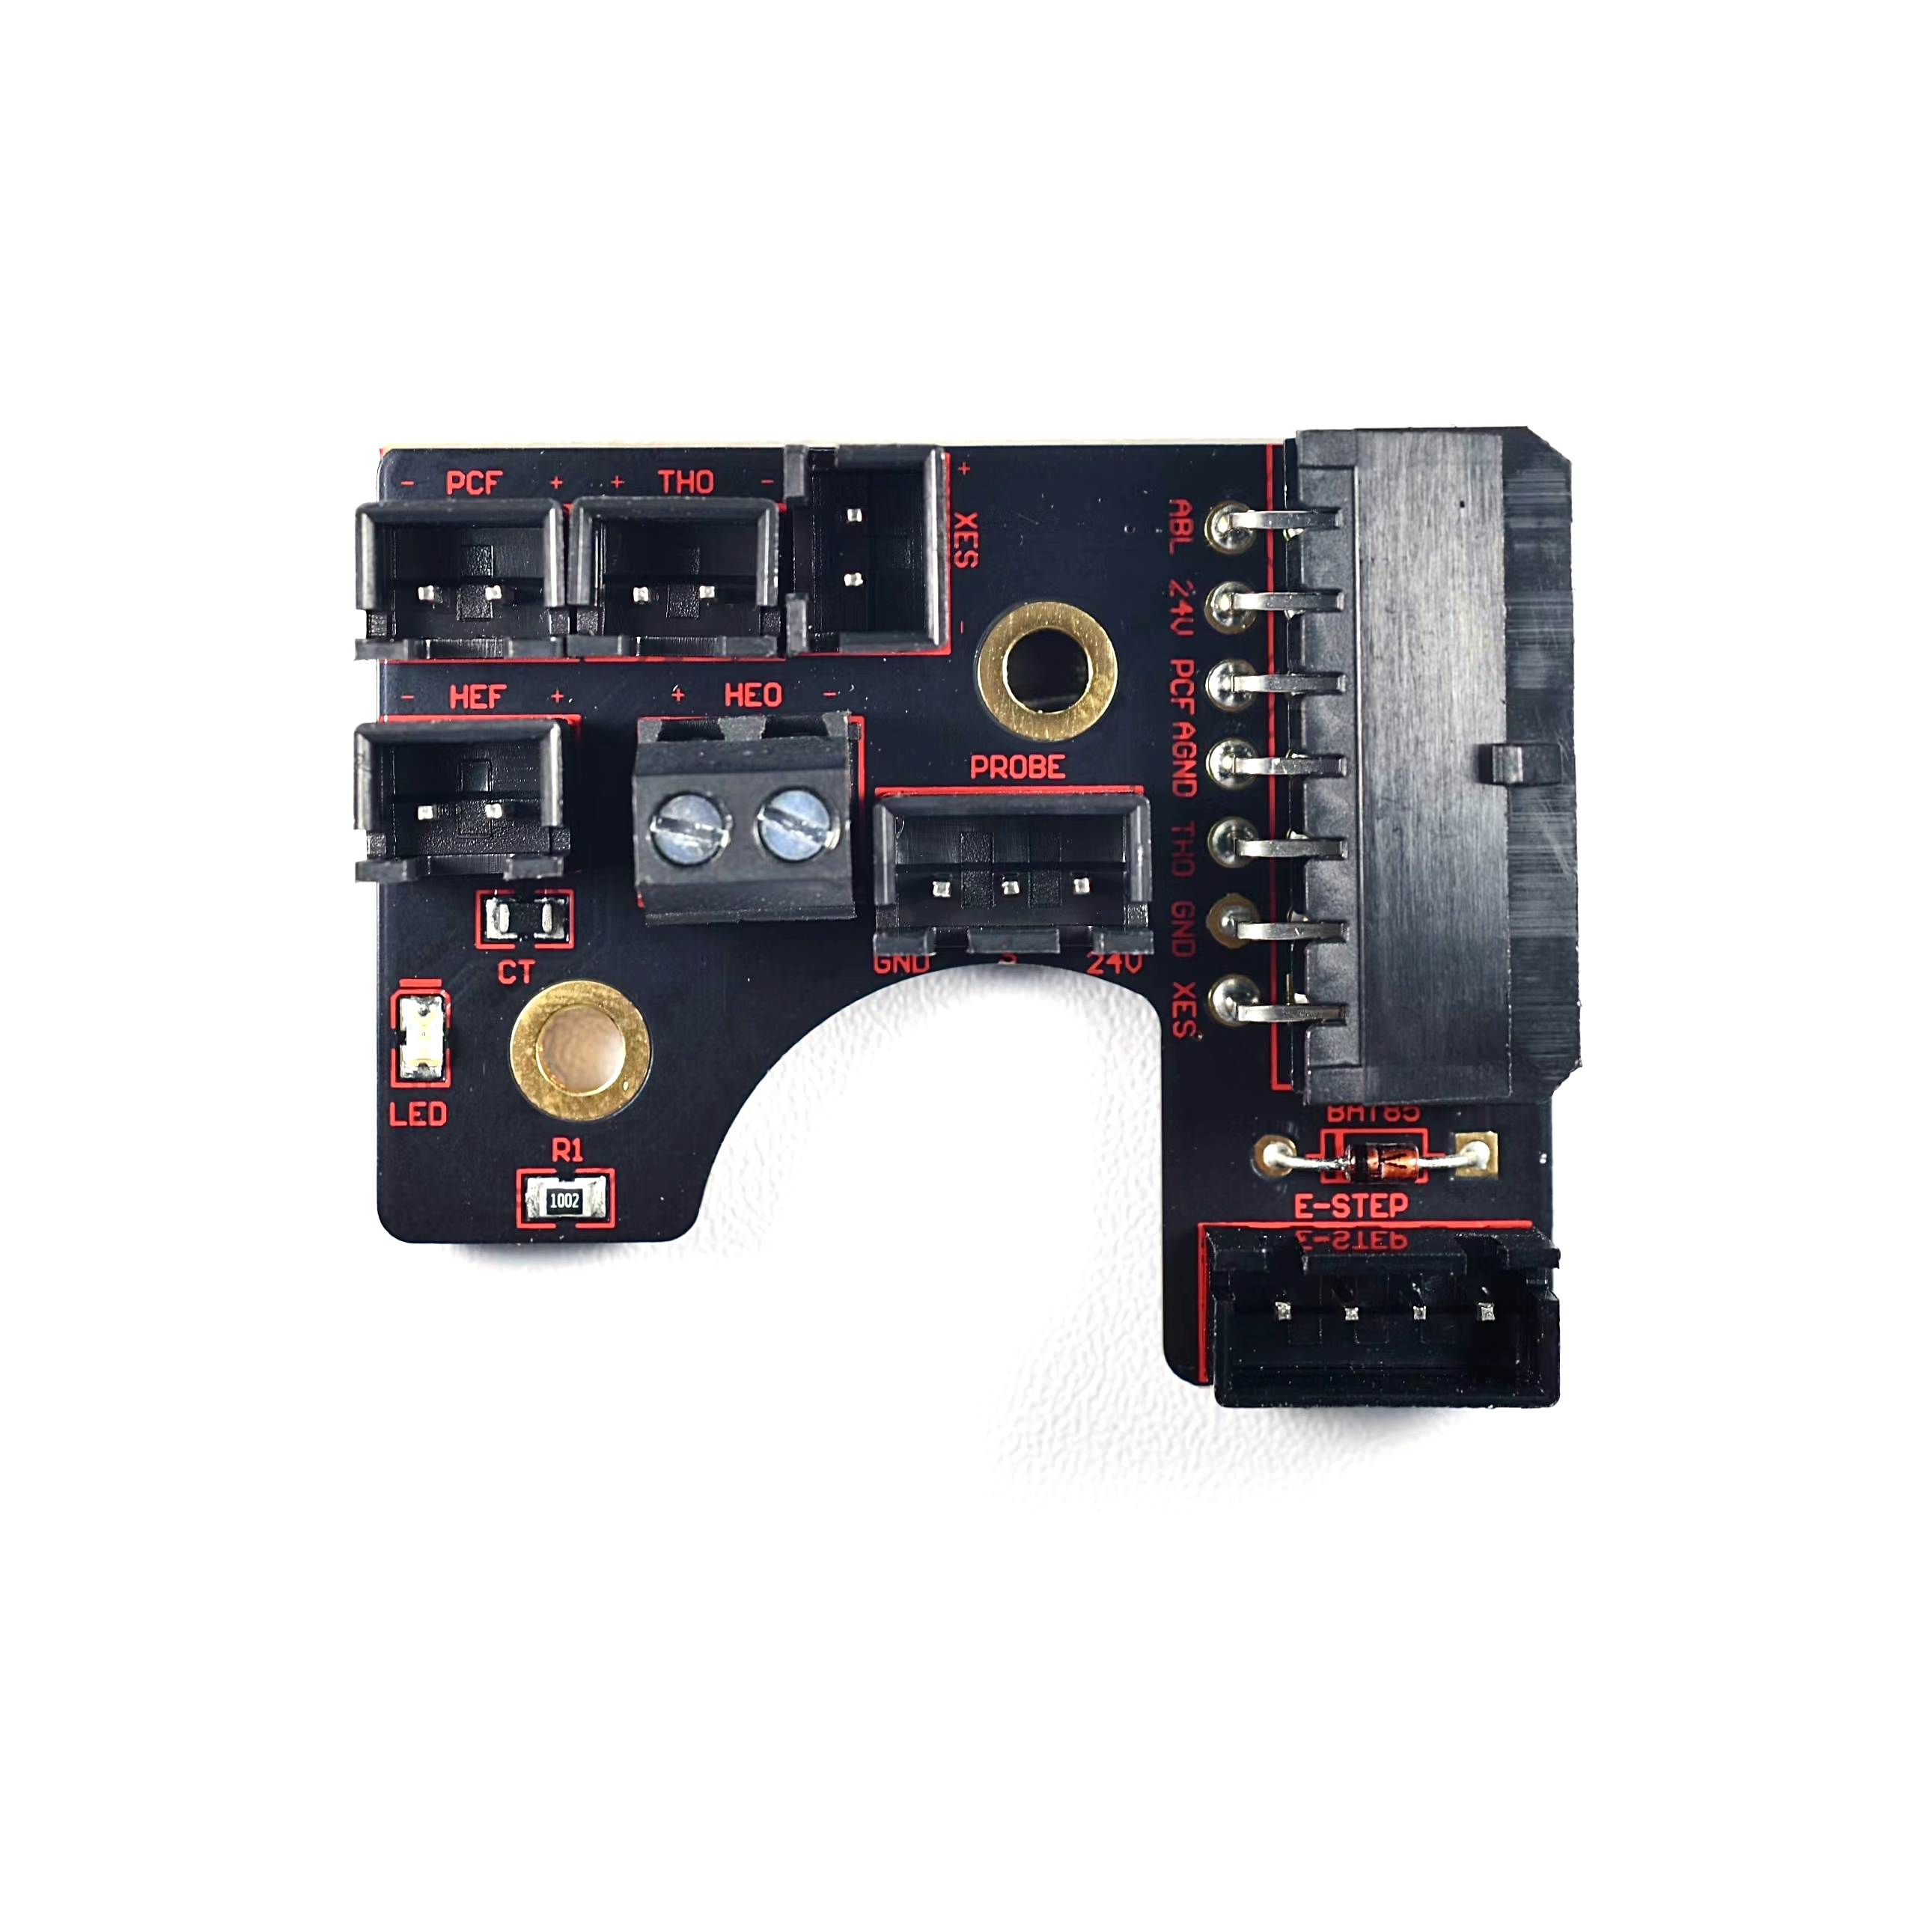 - PCF + + THO -
+
XES
-
- HEF + + HEO -
PROBE
GND S 24V
ABL
24V
PCF
AGND
THO
GND
XES
CT
LED
R1
1002
BAT85
E-STEP